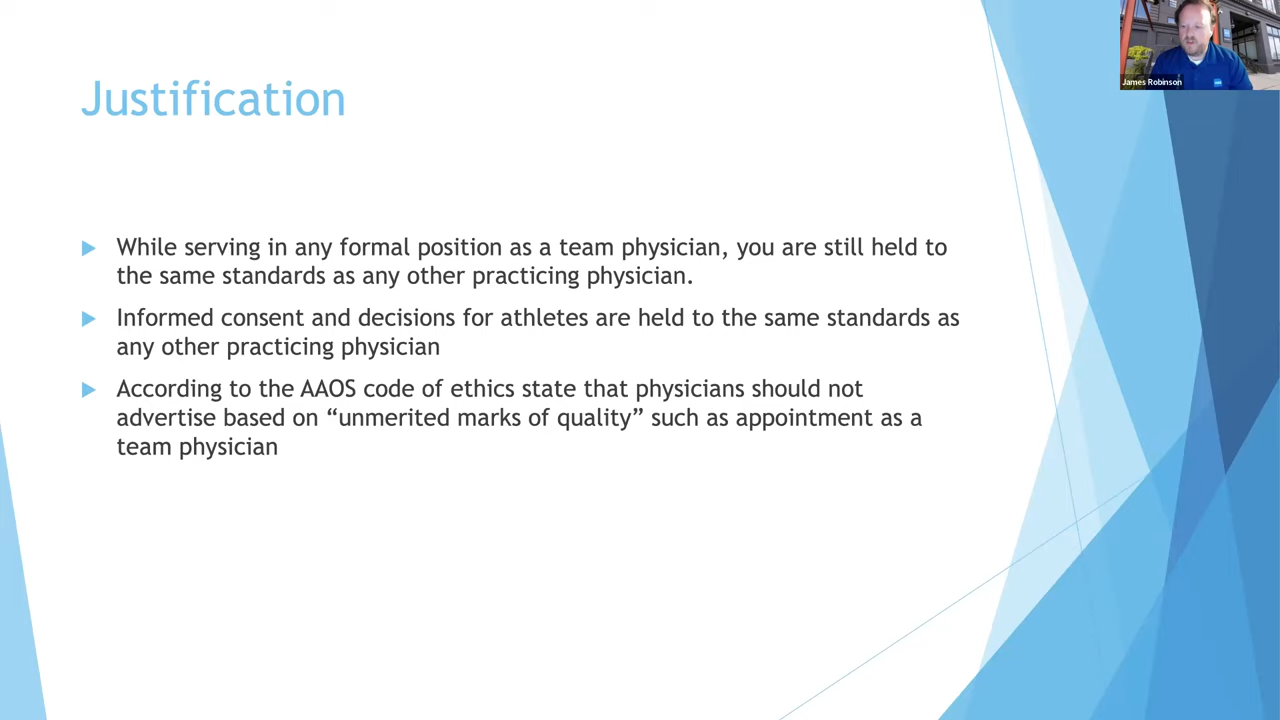 Justification
While serving in any formal position as a team physician, you are still held to
the same standards as any other practicing physician.
Informed consent and decisions for athletes are held to the same standards as
any other practicing physician
According to the AAOS code of ethics state that physicians should not
advertise based on “unmerited marks of quality” such as appointment as a
team physician
James Robinson